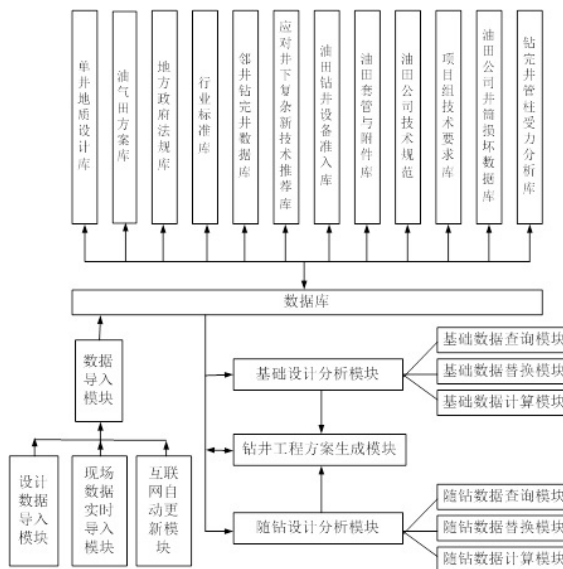 单井地质设计库
油气田方案库
地方政府法规库
行业标准库
邻井钻完井数据库
应对井下复杂新技术推荐库
油田钻井设备准入库
油田套管与附件库
油田公司技术规范
项目组技术要求库
油田公司井筒损坏数据库
钻完井管柱受力分析库
数据库
数据
导入
模块
设计
数据
导入
模块
现场
数据
实时
导入
模块
互联
网自
动更
新模
块
基础设计分析模块
钻井工程方案生成模块
随钻设计分析模块
基础数据查询模块
基础数据替换模块
基础数据计算模块
随钻数据查询模块
随钻数据替换模块
随钻数据计算模块